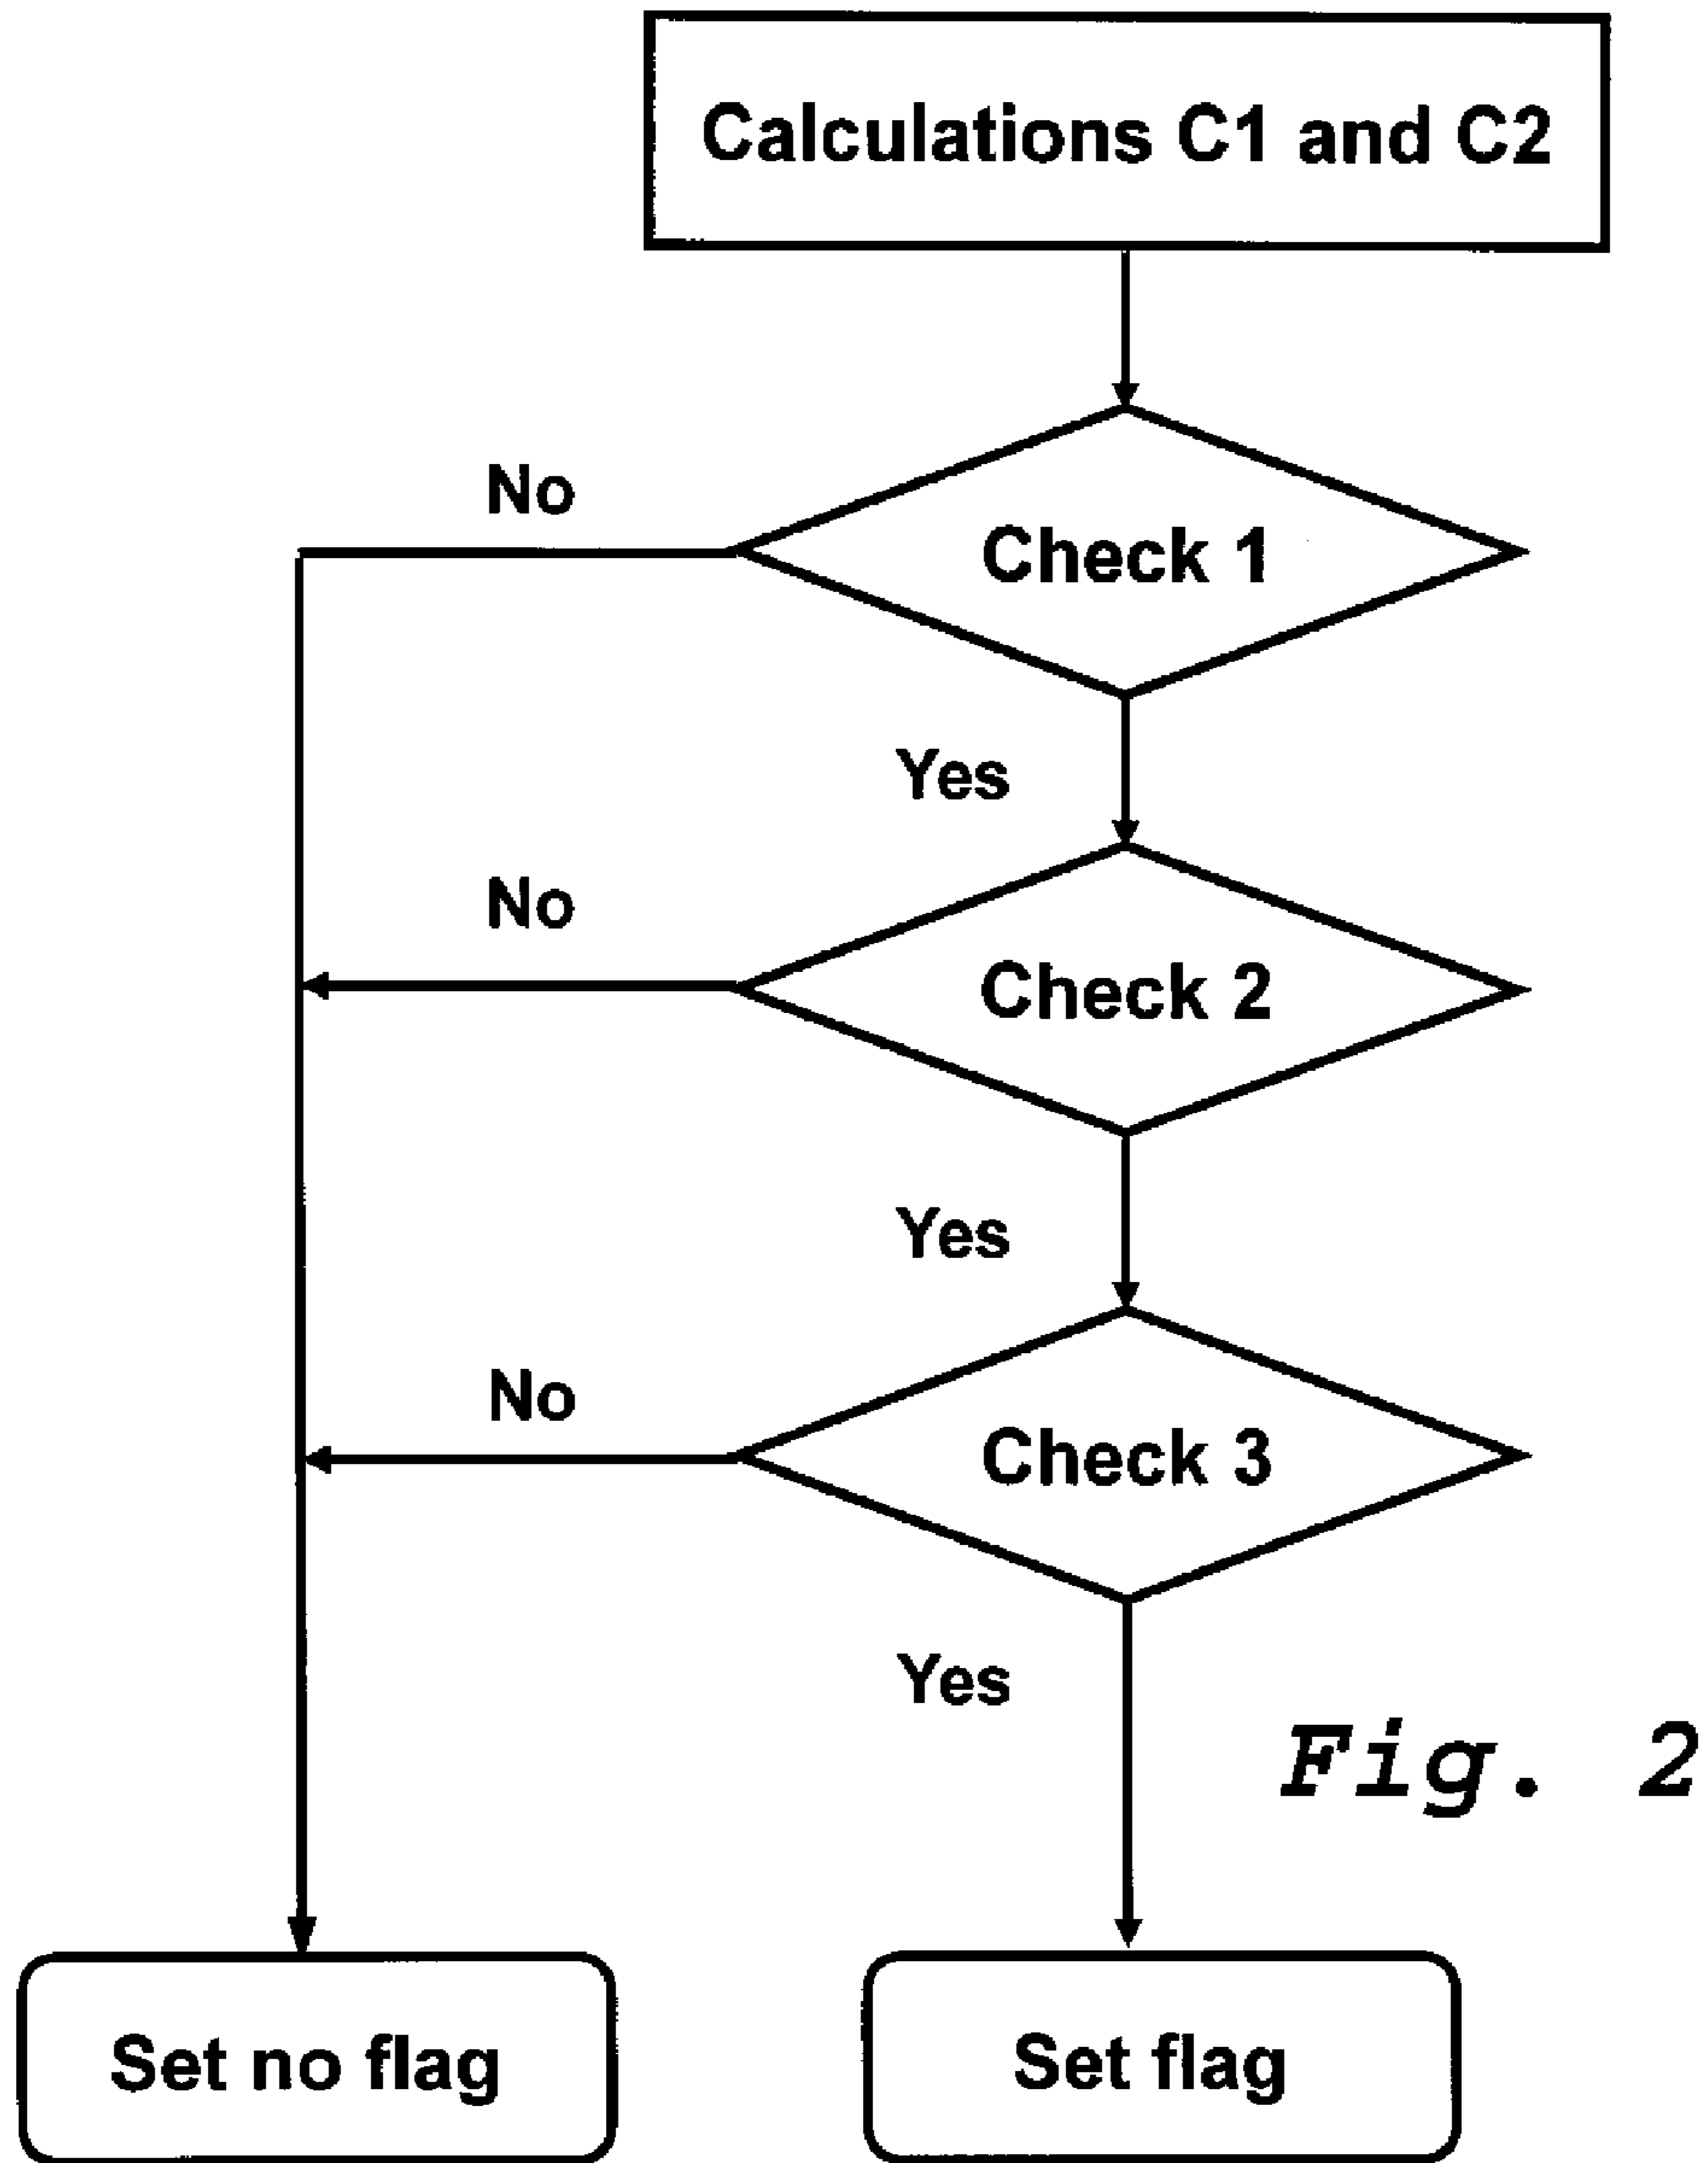 Calculations C1 and C2
No
Check 1
Yes
No
Check 2
Yes
No
Check 3
Yes
Fig. 2
Set no flag
Set flag